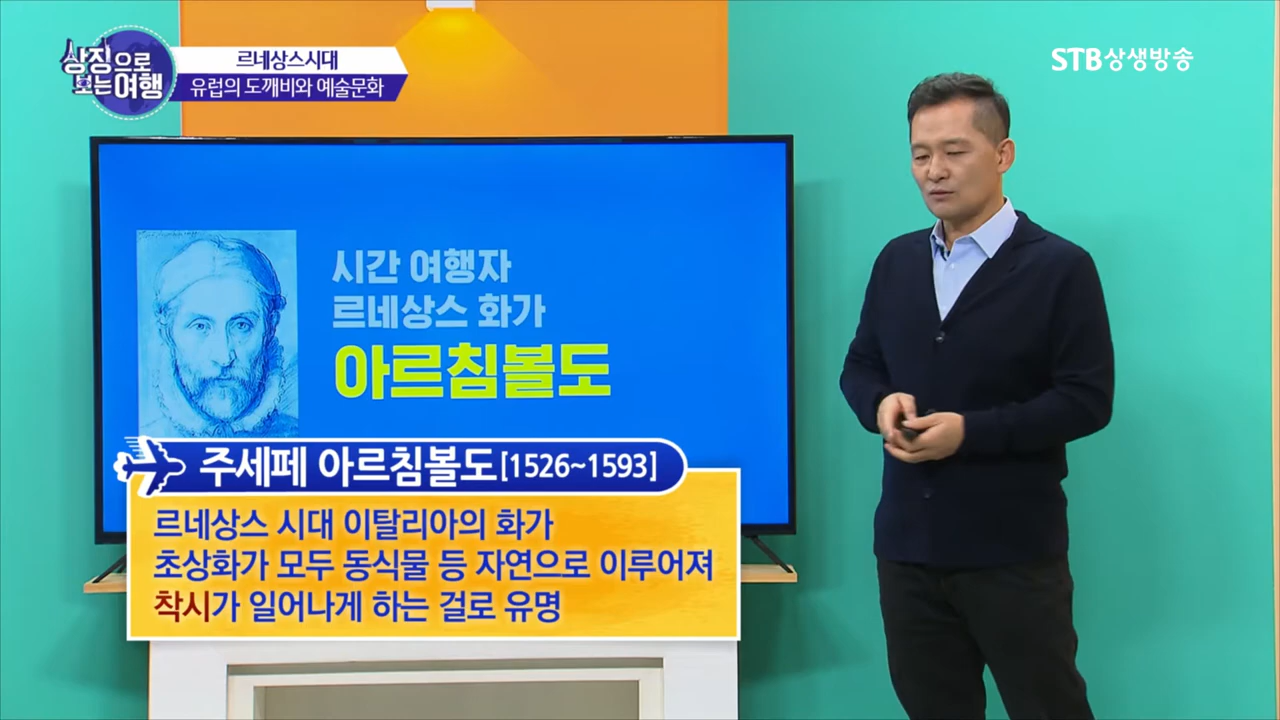 상징으로
보는여행
르네상스시대
유럽의 도깨비와 예술문화
STB상생방송
시간 여행자
르네상스 화가
아르침볼도
주세페 아르침볼도[1526~1593]
르네상스 시대 이탈리아의 화가
초상화가 모두 동식물 등 자연으로 이루어져
착시가 일어나게 하는 걸로 유명